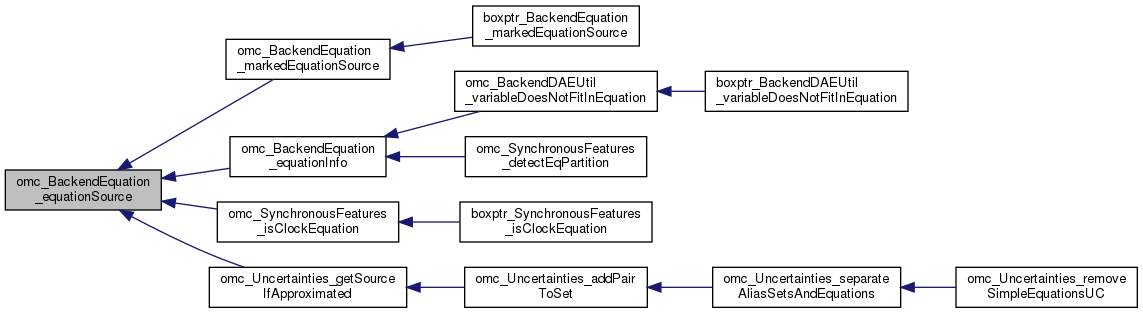 boxptr_BackendEquation
_markedEquationSource
omc_BackendEquation
_markedEquationSource
omc_BackendDAEUtil
_variableDoesNotFitInEquation
boxptr_BackendDAEUtil
_variableDoesNotFitInEquation
omc_BackendEquation
_equationInfo
omc_SynchronousFeatures
_detectEqPartition
omc_BackendEquation
_equationSource
omc_SynchronousFeatures
_isClockEquation
boxptr_SynchronousFeatures
_isClockEquation
omc_Uncertainties_getSource
IfApproximated
omc_Uncertainties_addPair
ToSet
omc_Uncertainties_separate
AliasSetsAndEquations
omc_Uncertainties_remove
SimpleEquationsUC